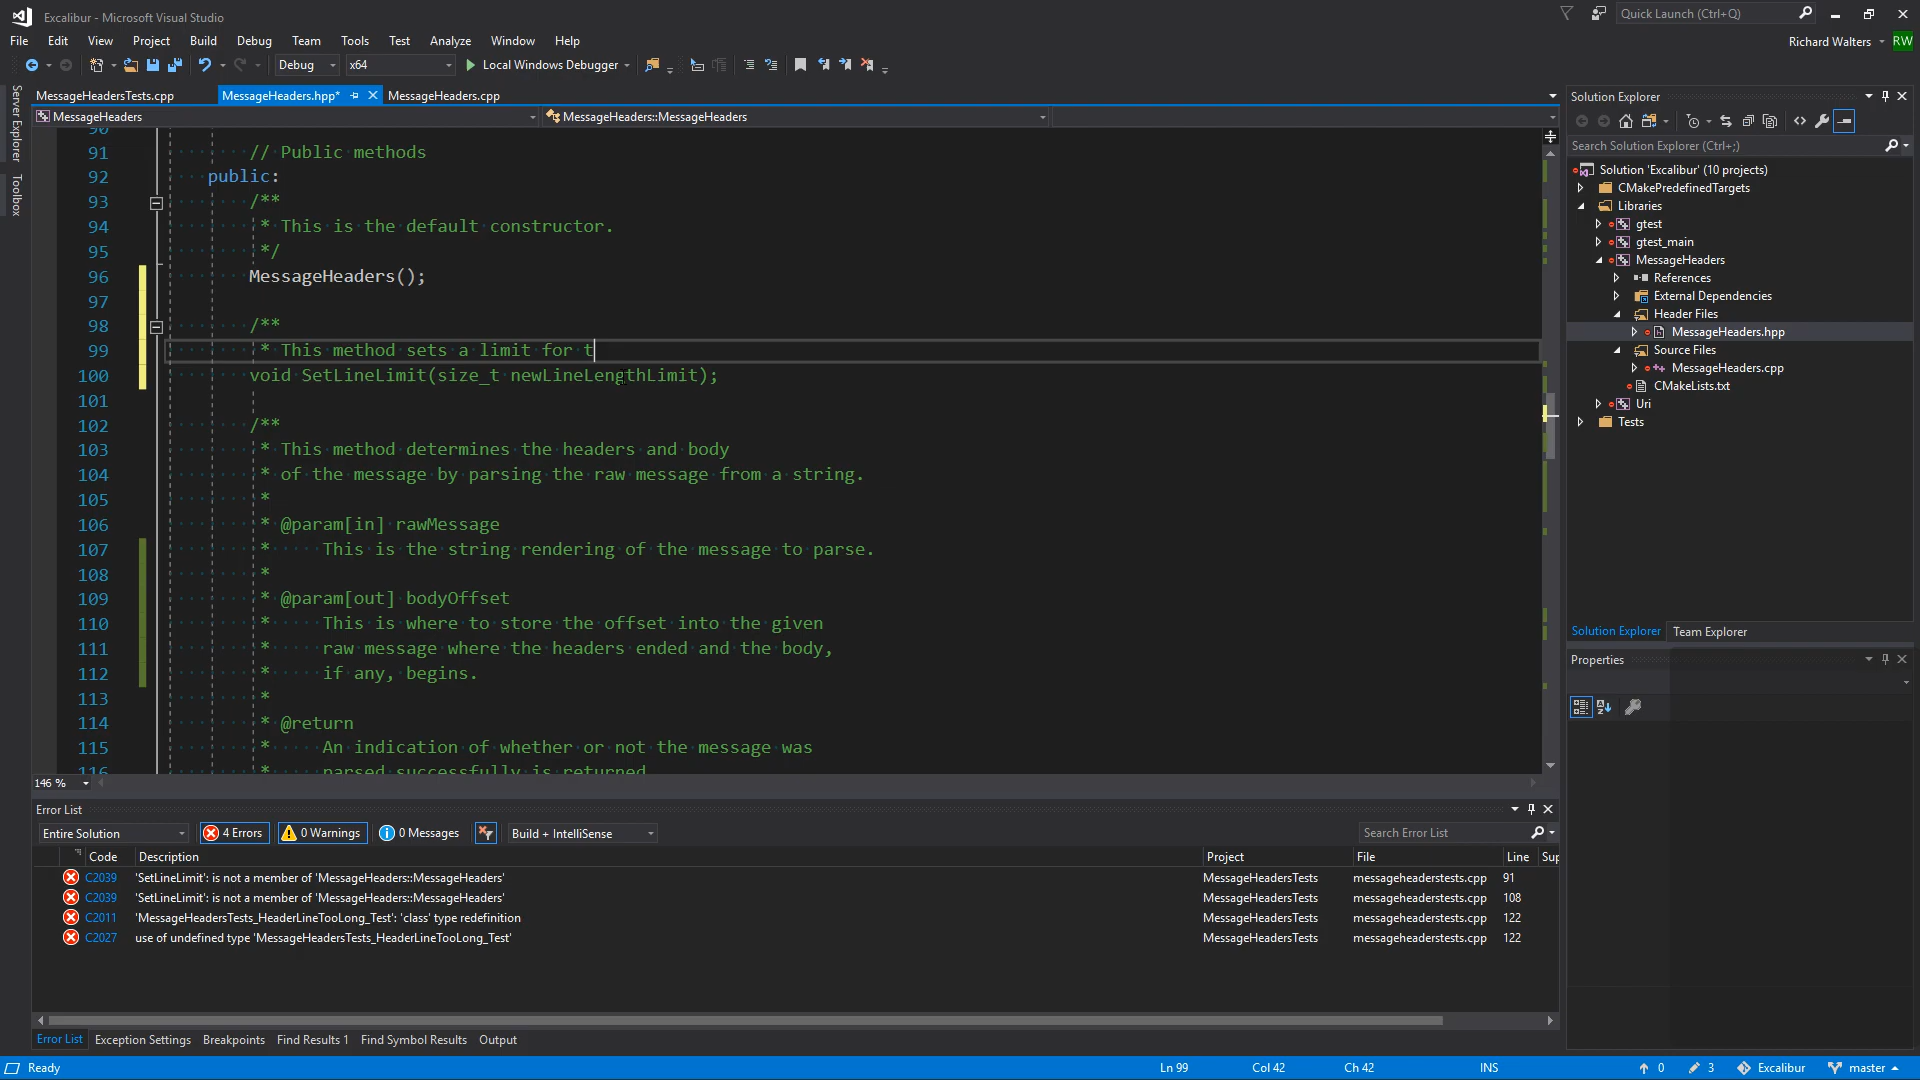 Excalibur - Microsoft Visual Studio
Quick Launch (Ctrl+Q)
File Edit View Project Build Debug Team Tools Test Analyze Window Help
Richard Walters RW
Debug x64 Local Windows Debugger
Server Explorer
Toolbox
MessageHeadersTests.cpp MessageHeaders.hpp* MessageHeaders.cpp
MessageHeaders MessageHeaders::MessageHeaders
90
91 // Public methods
92 public:
93 /**
94 * This is the default constructor.
95 */
96 MessageHeaders();
97
98 /**
99 * This method sets a limit for t
100 void SetLineLimit(size_t newLineLengthLimit);
101
102 /**
103 * This method determines the headers and body
104 * of the message by parsing the raw message from a string.
105 *
106 * @param[in] rawMessage
107 * This is the string rendering of the message to parse.
108 *
109 * @param[out] bodyOffset
110 * This is where to store the offset into the given
111 * raw message where the headers ended and the body,
112 * if any, begins.
113 *
114 * @return
115 * An indication of whether or not the message was
116 * parsed successfully is returned
146 %
Solution Explorer
Search Solution Explorer (Ctrl+;)
Solution 'Excalibur' (10 projects)
CMakePredefinedTargets
Libraries
gtest
gtest_main
MessageHeaders
References
External Dependencies
Header Files
MessageHeaders.hpp
Source Files
MessageHeaders.cpp
CMakeLists.txt
Uri
Tests
Solution Explorer Team Explorer
Properties
Error List
Entire Solution 4 Errors 0 Warnings 0 Messages Build + IntelliSense Search Error List
Code Description Project File Line Sup
C2039 'SetLineLimit': is not a member of 'MessageHeaders::MessageHeaders' MessageHeadersTests messageheaderstests.cpp 91
C2039 'SetLineLimit': is not a member of 'MessageHeaders::MessageHeaders' MessageHeadersTests messageheaderstests.cpp 108
C2011 'MessageHeadersTests_HeaderLineTooLong_Test': 'class' type redefinition MessageHeadersTests messageheaderstests.cpp 122
C2027 use of undefined type 'MessageHeadersTests_HeaderLineTooLong_Test' MessageHeadersTests messageheaderstests.cpp 122
Error List Exception Settings Breakpoints Find Results 1 Find Symbol Results Output
Ready Ln 99 Col 42 Ch 42 INS 0 3 Excalibur master